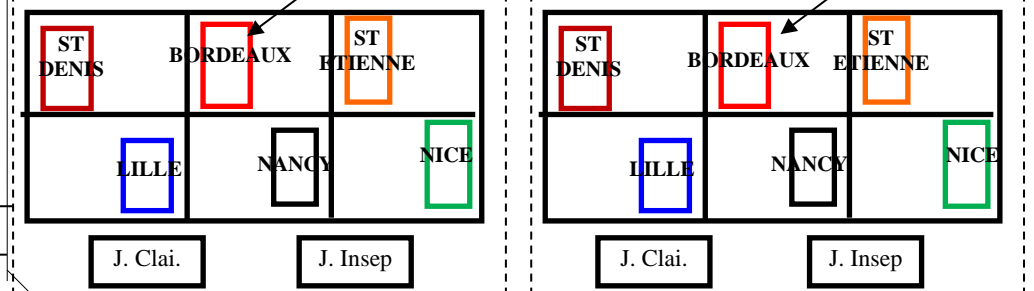 ST
DENIS
BORDEAUX
ST
ETIENNE
LILLE
NANCY
NICE
J. Clai.
J. Insep
ST
DENIS
BORDEAUX
ST
ETIENNE
LILLE
NANCY
NICE
J. Clai.
J. Insep